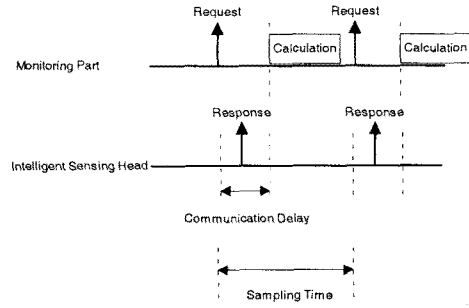 Request
Request
Calculation
Calculation
Monitoring Part
Response
Response
Intelligent Sensing Head
Communication Delay
Sampling Time